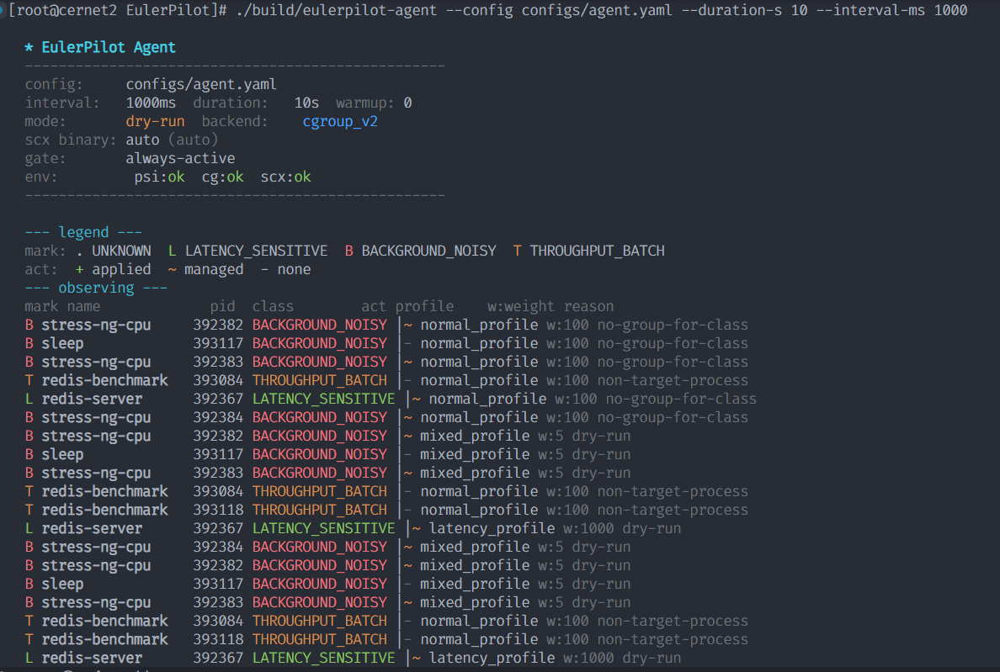 [root@cernet2 EulerPilot]# ./build/eulerpilot-agent --config configs/agent.yaml --duration-s 10 --interval-ms 1000
* EulerPilot Agent
--------------------------------------------------
config:     configs/agent.yaml
interval:   1000ms  duration:   10s  warmup: 0
mode:       dry-run  backend:    cgroup_v2
scx binary: auto (auto)
gate:       always-active
env:         psi:ok  cg:ok  scx:ok
--------------------------------------------------
--- legend ---
mark: . UNKNOWN  L LATENCY_SENSITIVE  B BACKGROUND_NOISY  T THROUGHPUT_BATCH
act:  + applied  ~ managed  - none
--- observing ---
mark name             pid  class        act profile    w:weight reason
B stress-ng-cpu     392382 BACKGROUND_NOISY |~ normal_profile w:100 no-group-for-class
B sleep             393117 BACKGROUND_NOISY |- normal_profile w:100 no-group-for-class
B stress-ng-cpu     392383 BACKGROUND_NOISY |~ normal_profile w:100 no-group-for-class
T redis-benchmark   393084 THROUGHPUT_BATCH |- normal_profile w:100 non-target-process
L redis-server      392367 LATENCY_SENSITIVE |~ normal_profile w:100 no-group-for-class
B stress-ng-cpu     392384 BACKGROUND_NOISY |~ normal_profile w:100 no-group-for-class
B stress-ng-cpu     392382 BACKGROUND_NOISY |~ mixed_profile w:5 dry-run
B sleep             393117 BACKGROUND_NOISY |- mixed_profile w:5 dry-run
B stress-ng-cpu     392383 BACKGROUND_NOISY |~ mixed_profile w:5 dry-run
T redis-benchmark   393084 THROUGHPUT_BATCH |- normal_profile w:100 non-target-process
T redis-benchmark   393118 THROUGHPUT_BATCH |- normal_profile w:100 non-target-process
L redis-server      392367 LATENCY_SENSITIVE |~ latency_profile w:1000 dry-run
B stress-ng-cpu     392384 BACKGROUND_NOISY |~ mixed_profile w:5 dry-run
B stress-ng-cpu     392382 BACKGROUND_NOISY |~ mixed_profile w:5 dry-run
B sleep             393117 BACKGROUND_NOISY |- mixed_profile w:5 dry-run
B stress-ng-cpu     392383 BACKGROUND_NOISY |~ mixed_profile w:5 dry-run
T redis-benchmark   393084 THROUGHPUT_BATCH |- normal_profile w:100 non-target-process
T redis-benchmark   393118 THROUGHPUT_BATCH |- normal_profile w:100 non-target-process
L redis-server      392367 LATENCY_SENSITIVE |~ latency_profile w:1000 dry-run